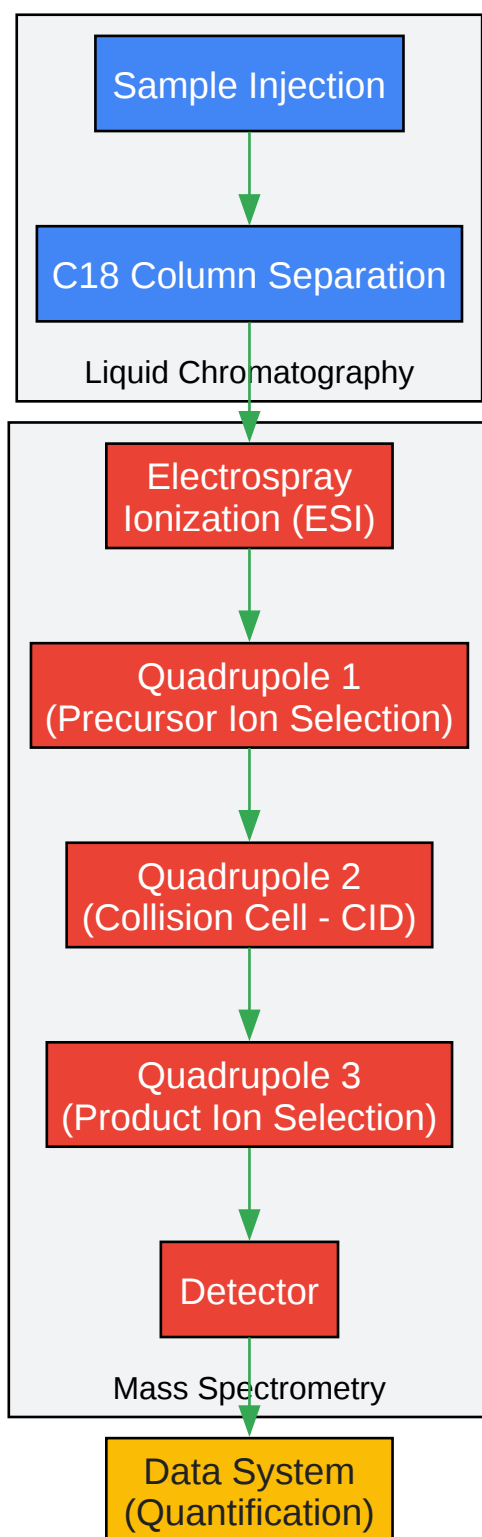 Sample Injection
C18 Column Separation
Liquid Chromatography
Electrospray
Ionization (ESI)
Quadrupole 1
(Precursor Ion Selection)
Quadrupole 2
(Collision Cell - CID)
Quadrupole 3
(Product Ion Selection)
Detector
Mass Spectrometry
Data System
(Quantification)